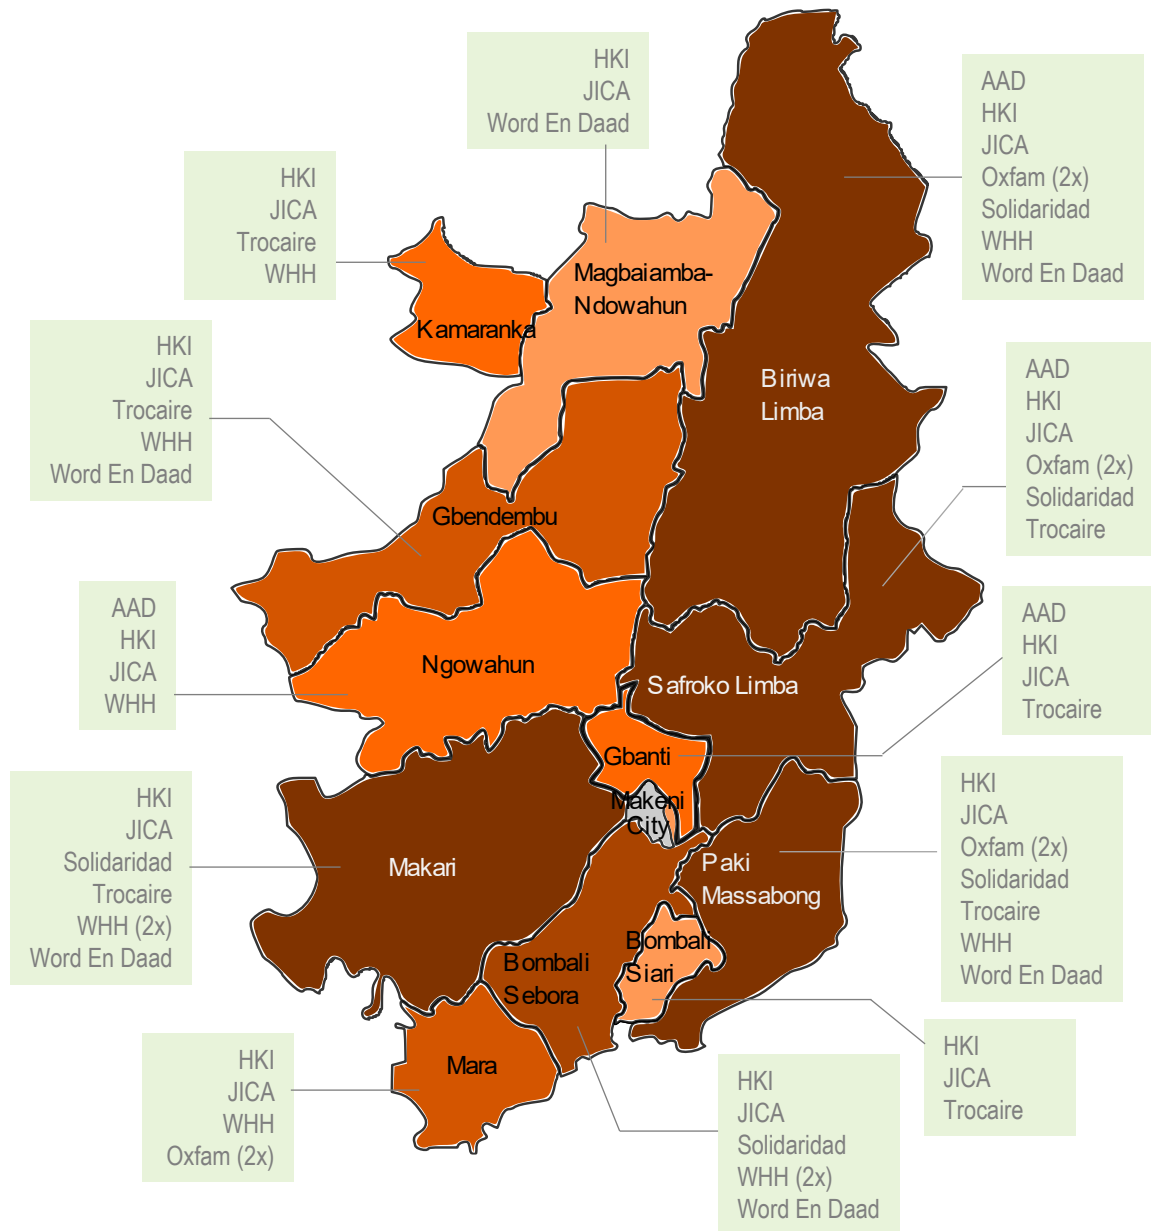 HKI
JICA
Word En Daad
AAD
HKI
JICA
Oxfam (2x)
Solidaridad
WHH
Word En Daad
HKI
JICA
Trocaire
WHH
Magbaiamba-
Ndowahun
Kamaranka
HKI
JICA
Trocaire
WHH
Word En Daad
Biriwa
Limba
AAD
HKI
JICA
Oxfam (2x)
Solidaridad
Trocaire
Gbendembu
AAD
HKI
JICA
WHH
Ngowahun
Safroko Limba
AAD
HKI
JICA
Trocaire
Gbanti
Makeni
City
HKI
JICA
Solidaridad
Trocaire
WHH (2x)
Word En Daad
Makari
Paki
Massabong
HKI
JICA
Oxfam (2x)
Solidaridad
Trocaire
WHH
Word En Daad
Bombali
Sebora
Bombali
Siari
HKI
JICA
Trocaire
Mara
HKI
JICA
WHH
Oxfam (2x)
HKI
JICA
Solidaridad
WHH (2x)
Word En Daad